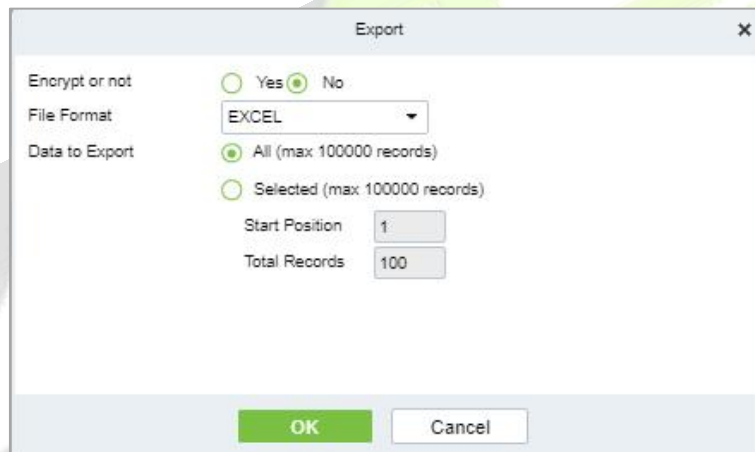 Export
Encrypt or not Yes No
File Format EXCEL
Data to Export All (max 100000 records)
Selected (max 100000 records)
Start Position 1
Total Records 100
OK Cancel